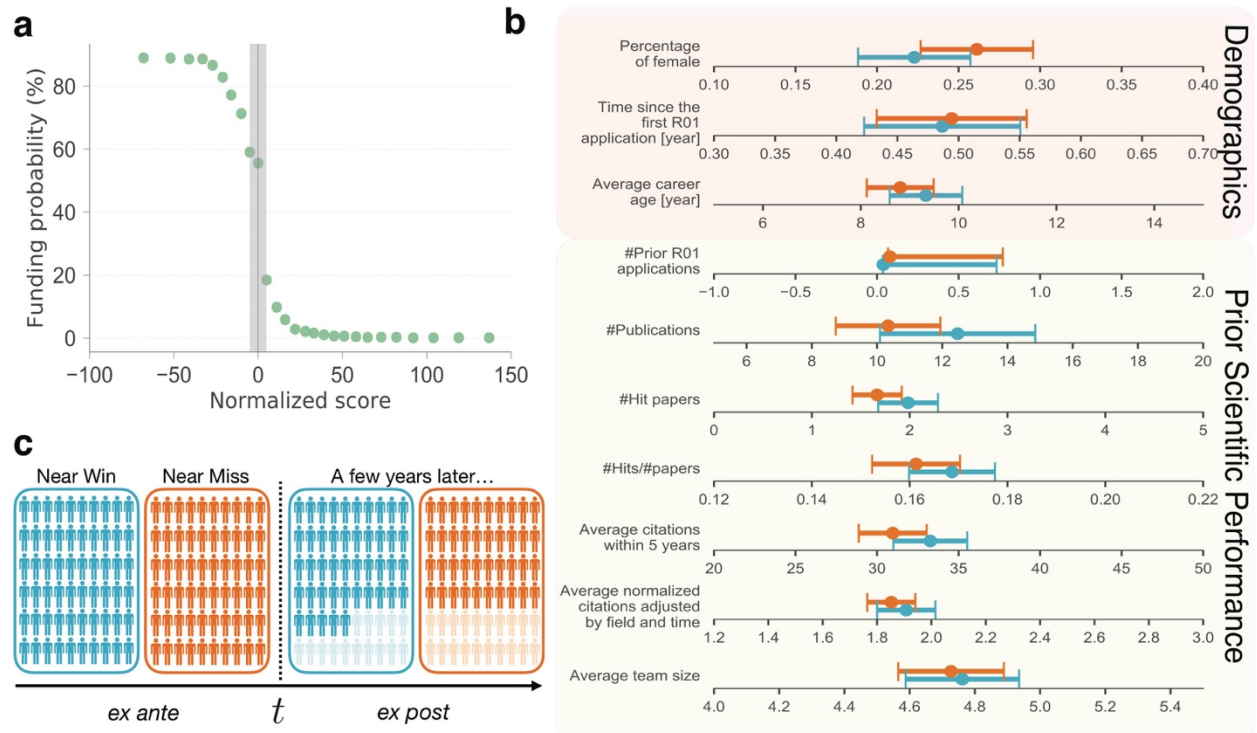 a
Funding probability (%)
80
60
40
20
0
−100 −50 0 50 100 150
Normalized score
b
Demographics
Percentage
of female
0.10 0.15 0.20 0.25 0.30 0.35 0.40
Time since the
first R01
application [year]
0.30 0.35 0.40 0.45 0.50 0.55 0.60 0.65 0.70
Average career
age [year]
6 8 10 12 14
Prior Scientific Performance
#Prior R01
applications
−1.0 −0.5 0.0 0.5 1.0 1.5 2.0
#Publications
6 8 10 12 14 16 18 20
#Hit papers
0 1 2 3 4 5
#Hits/#papers
0.12 0.14 0.16 0.18 0.20 0.22
Average citations
within 5 years
20 25 30 35 40 45 50
Average normalized
citations adjusted
by field and time
1.2 1.4 1.6 1.8 2.0 2.2 2.4 2.6 2.8 3.0
Average team size
4.0 4.2 4.4 4.6 4.8 5.0 5.2 5.4
c
Near Win Near Miss A few years later…
ex ante t ex post